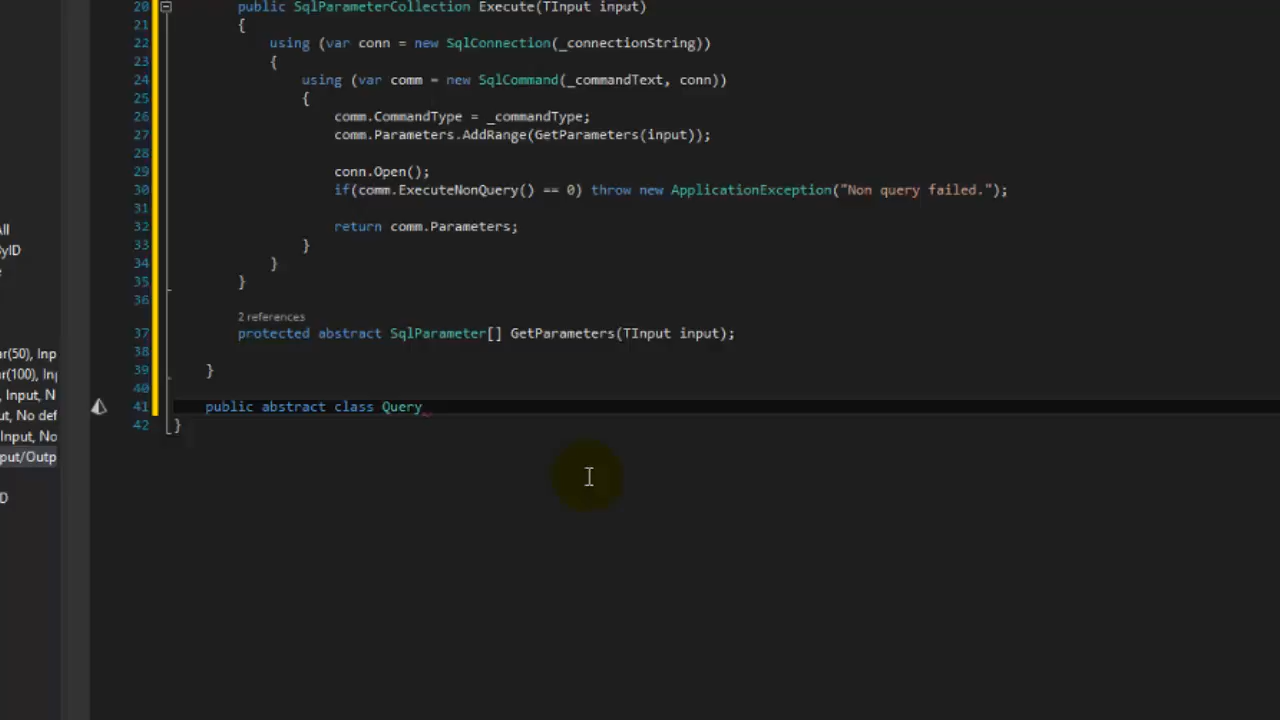 20 public SqlParameterCollection Execute(TInput input)
21 {
22 using (var conn = new SqlConnection(_connectionString))
23 {
24 using (var comm = new SqlCommand(_commandText, conn))
25 {
26 comm.CommandType = _commandType;
27 comm.Parameters.AddRange(GetParameters(input));
28
29 conn.Open();
30 if(comm.ExecuteNonQuery() == 0) throw new ApplicationException("Non query failed.");
31
32 return comm.Parameters;
33 }
34 }
35 }
36
2 references
37 protected abstract SqlParameter[] GetParameters(TInput input);
38
39 }
40
41 public abstract class Query
42 }
All
ByID
e
ar(50), Inp
ar(100), Inp
, Input, N
ut, No def
Input, No
put/Outp
D